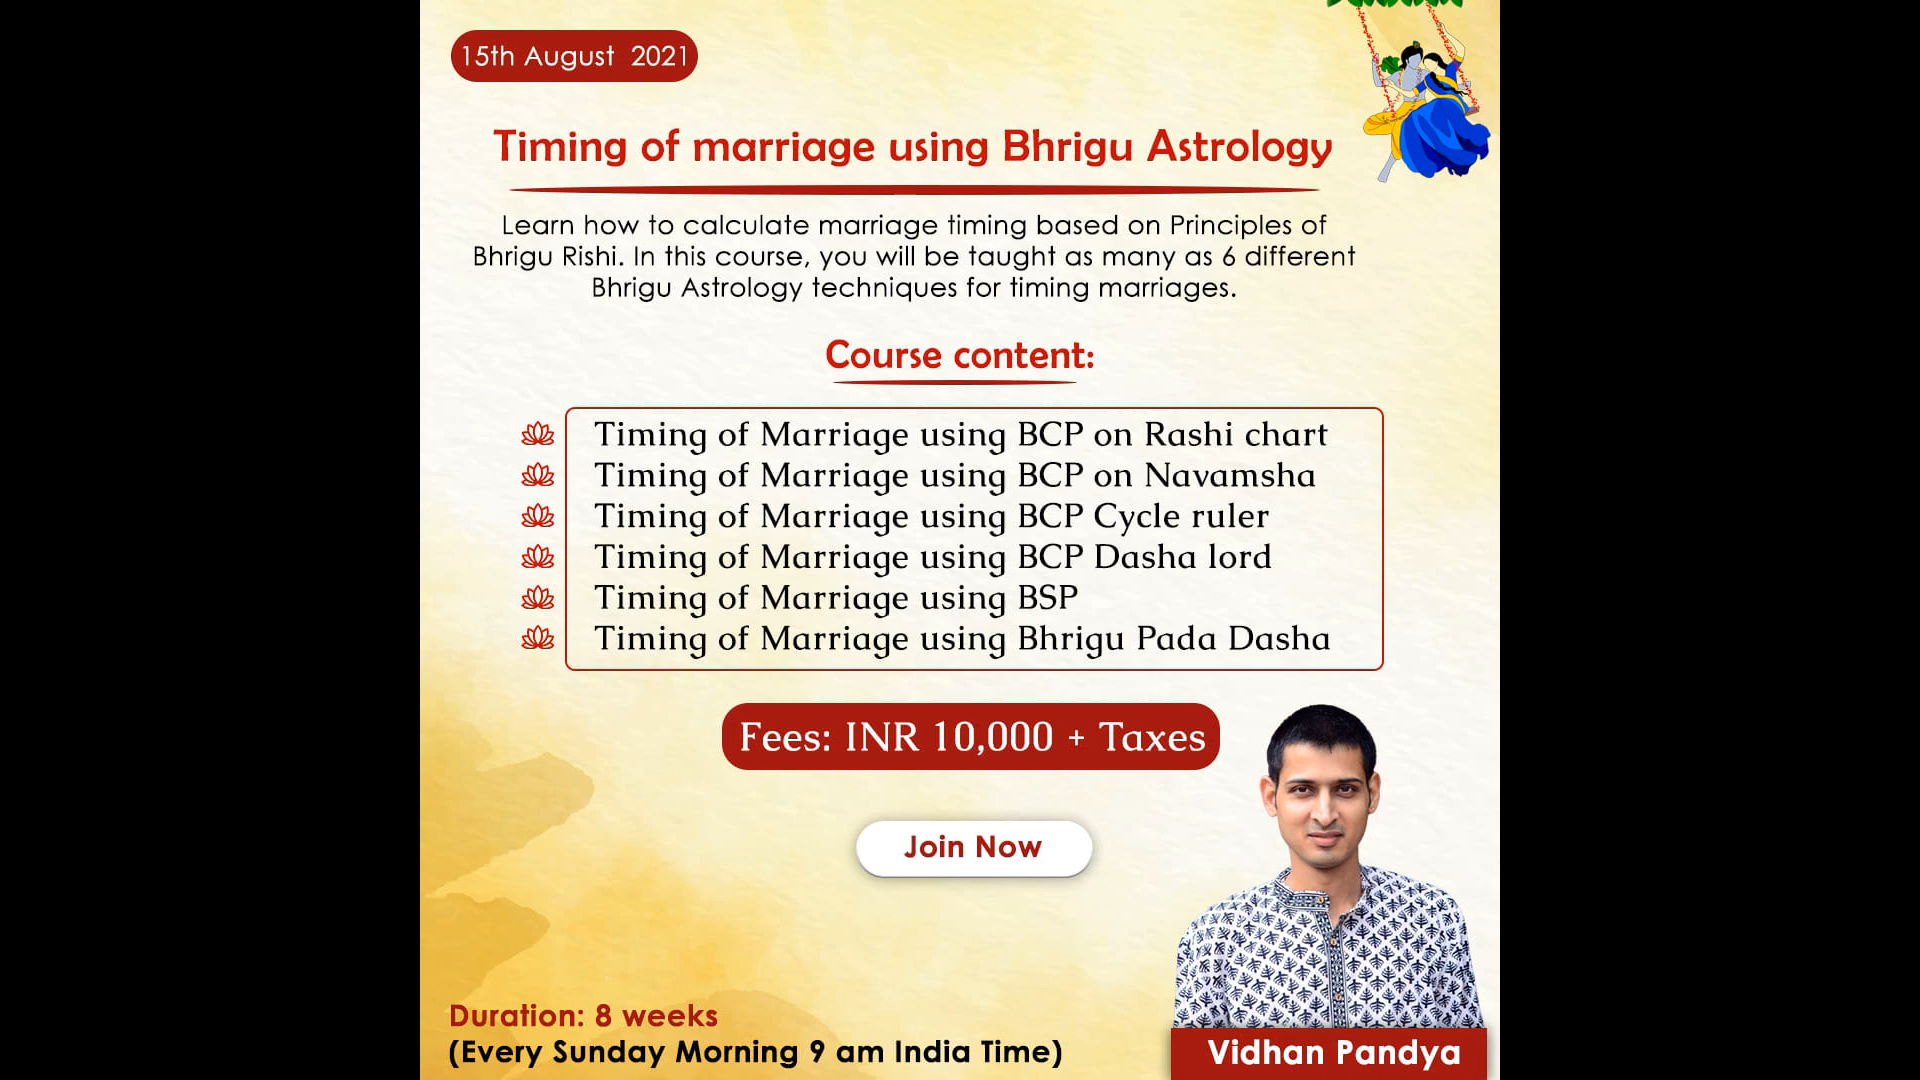 15th August 2021
Timing of marriage using Bhrigu Astrology
Learn how to calculate marriage timing based on Principles of
Bhrigu Rishi. In this course, you will be taught as many as 6 different
Bhrigu Astrology techniques for timing marriages.
Course content:
Timing of Marriage using BCP on Rashi chart
Timing of Marriage using BCP on Navamsha
Timing of Marriage using BCP Cycle ruler
Timing of Marriage using BCP Dasha lord
Timing of Marriage using BSP
Timing of Marriage using Bhrigu Pada Dasha
Fees: INR 10,000 + Taxes
Join Now
Duration: 8 weeks
(Every Sunday Morning 9 am India Time)
Vidhan Pandya